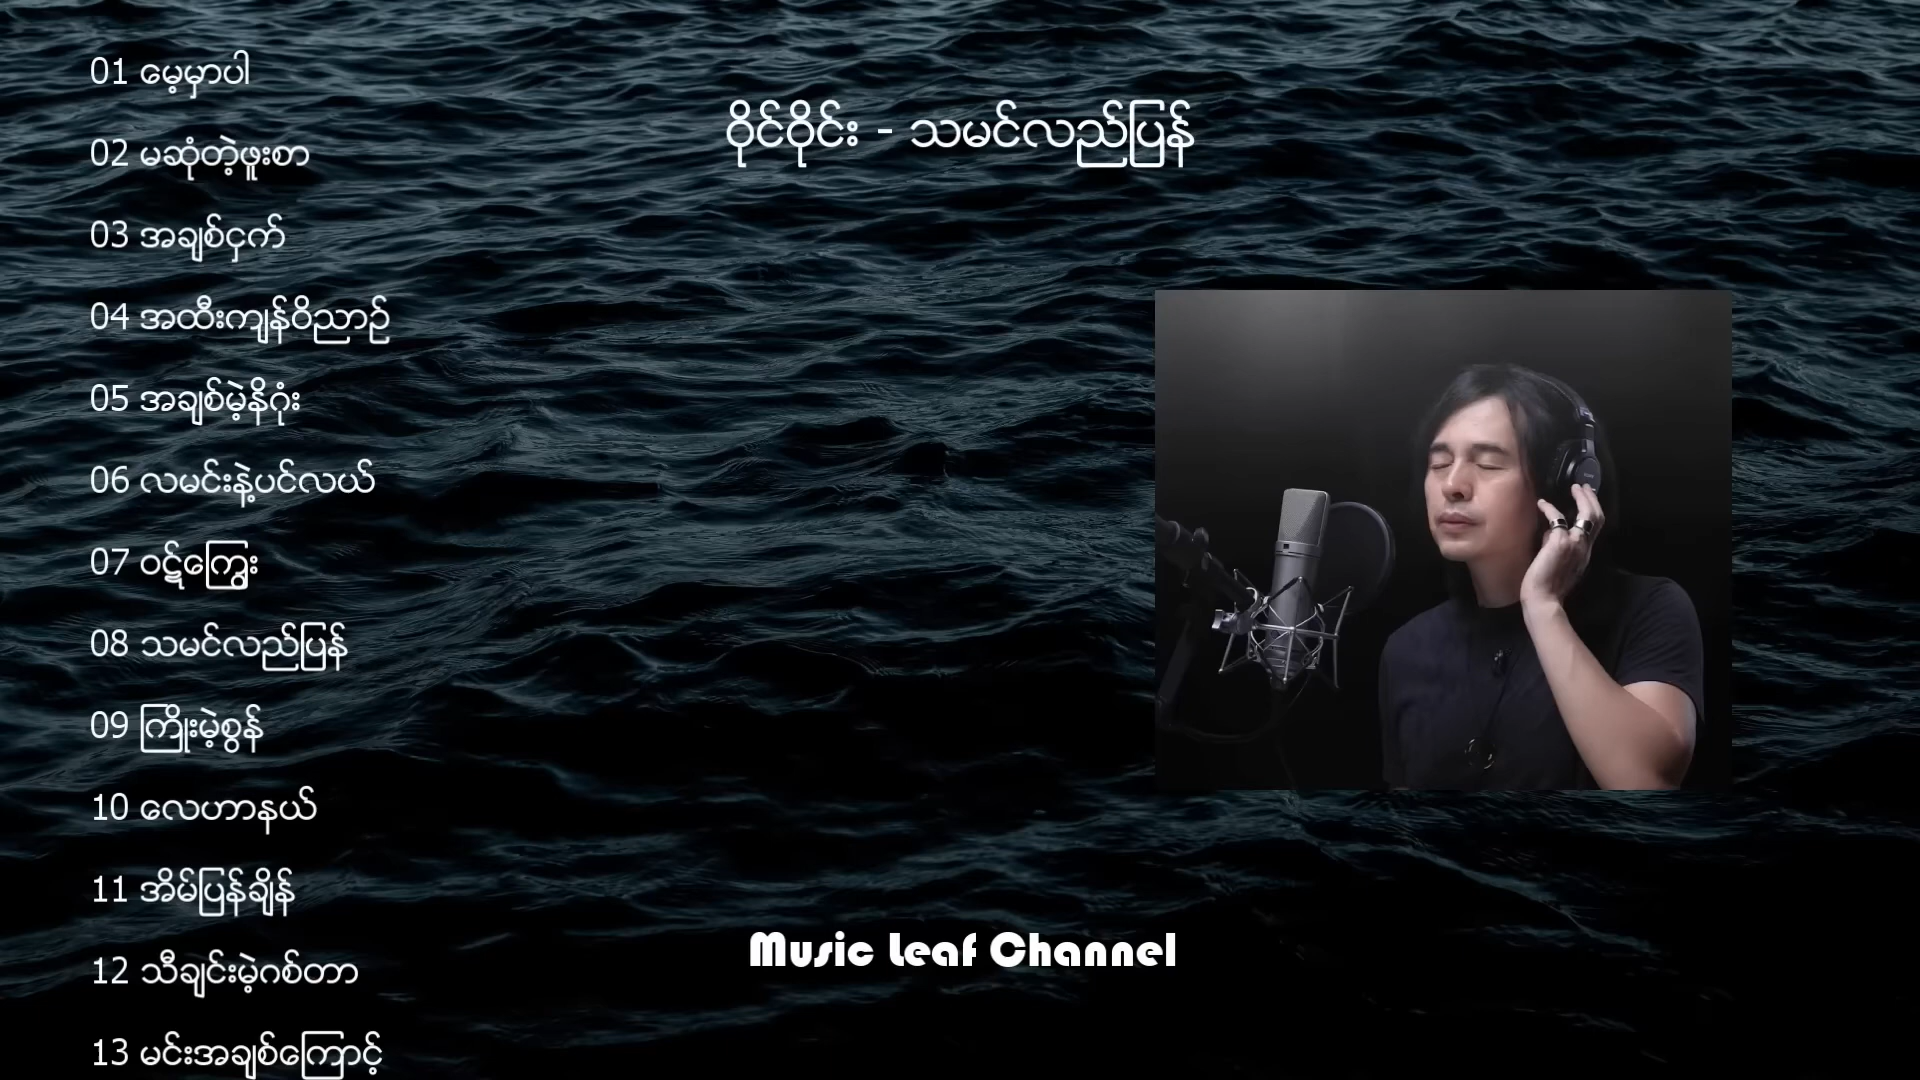 ဝိုင်ဝိုင်း - သမင်လည်ပြန်
01 မေ့မှာပါ
02 မဆုံတဲ့ဖူးစာ
03 အချစ်ငှက်
04 အထီးကျန်ဝိညာဉ်
05 အချစ်မဲ့နိဂုံး
06 လမင်းနဲ့ပင်လယ်
07 ဝဋ်ကြွေး
08 သမင်လည်ပြန်
09 ကြိုးမဲ့စွန်
10 လေဟာနယ်
11 အိမ်ပြန်ချိန်
12 သီချင်းမဲ့ဂစ်တာ
13 မင်းအချစ်ကြောင့်
Music Leaf Channel